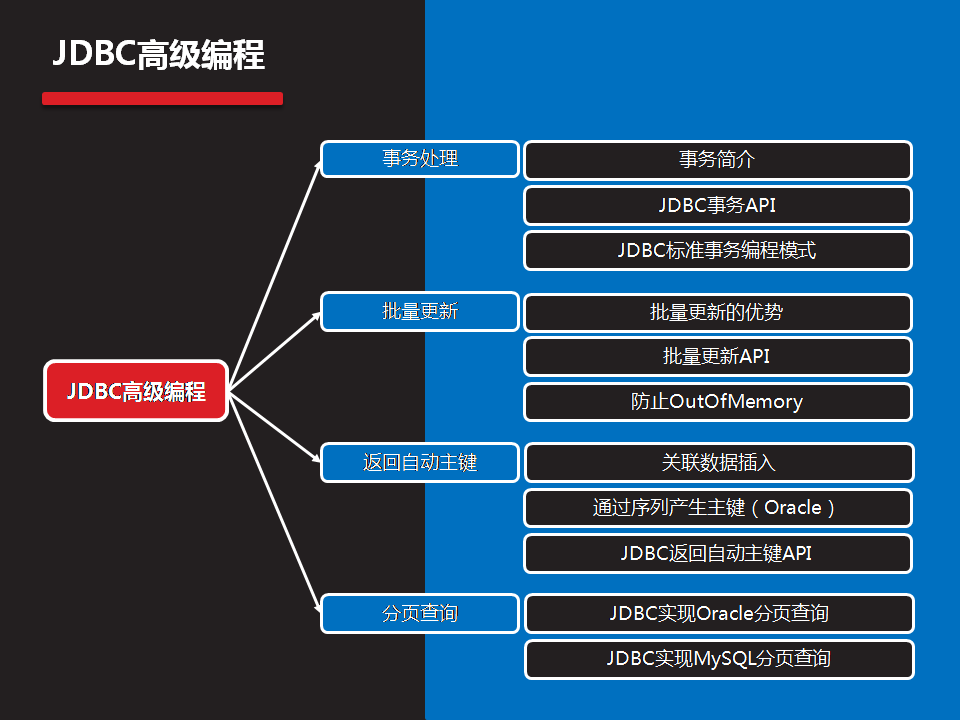 JDBC高级编程
事务处理
事务简介
JDBC事务API
JDBC标准事务编程模式
批量更新
批量更新的优势
批量更新API
防止OutOfMemory
JDBC高级编程
返回自动主键
关联数据插入
通过序列产生主键（Oracle）
JDBC返回自动主键API
分页查询
JDBC实现Oracle分页查询
JDBC实现MySQL分页查询